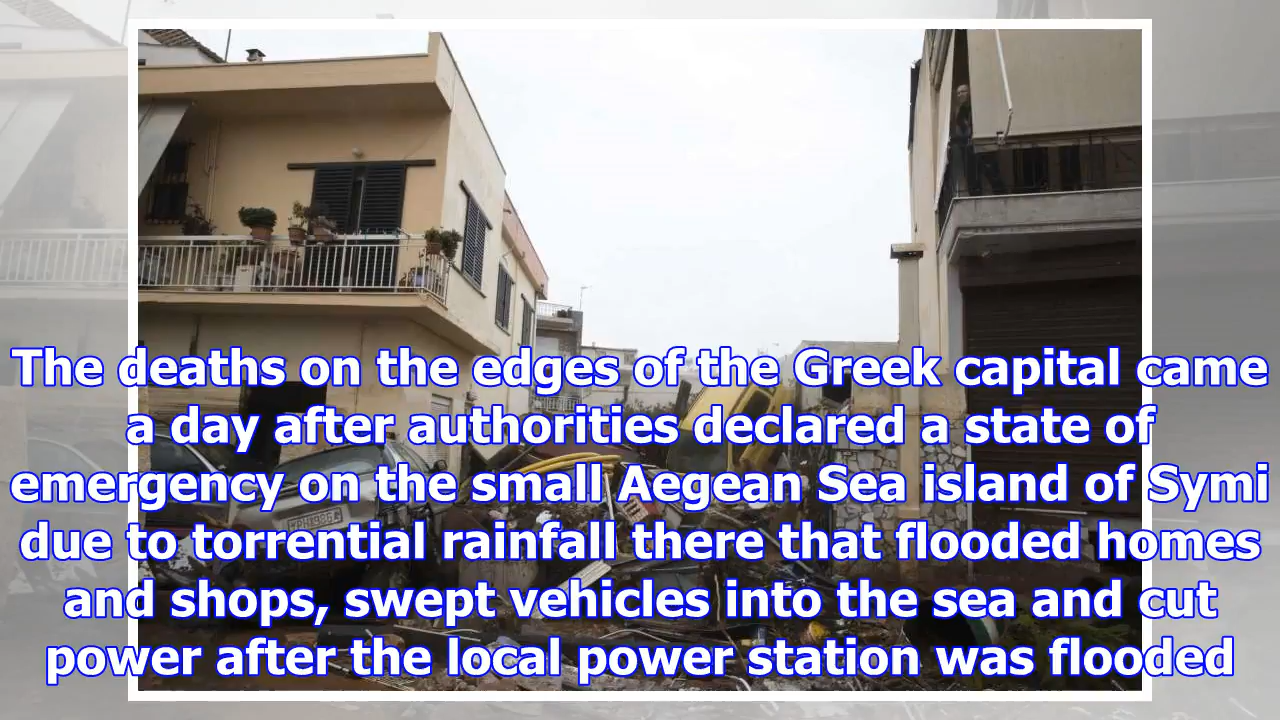 The deaths on the edges of the Greek capital came
a day after authorities declared a state of
emergency on the small Aegean Sea island of Symi
due to torrential rainfall there that flooded homes
and shops, swept vehicles into the sea and cut
power after the local power station was flooded